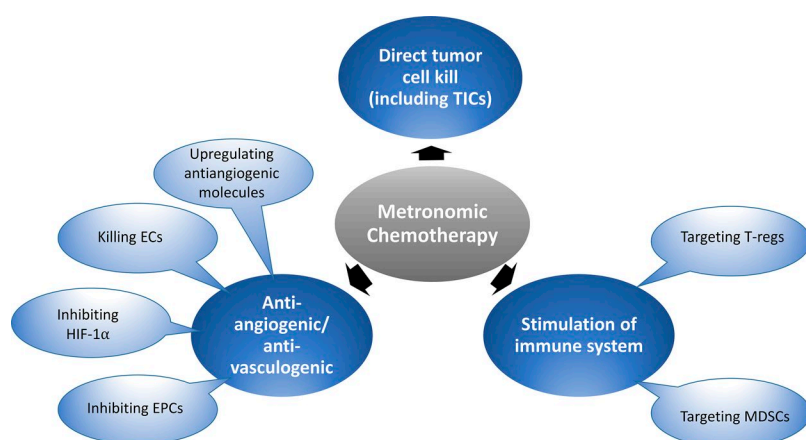 Direct tumor
cell kill
(including TICs)
Upregulating
antiangiogenic
molecules
Metronomic
Chemotherapy
Killing ECs
Targeting T-regs
Inhibiting
HIF-1α
Anti-
angiogenic/
anti-
vasculogenic
Stimulation of
immune system
Inhibiting EPCs
Targeting MDSCs